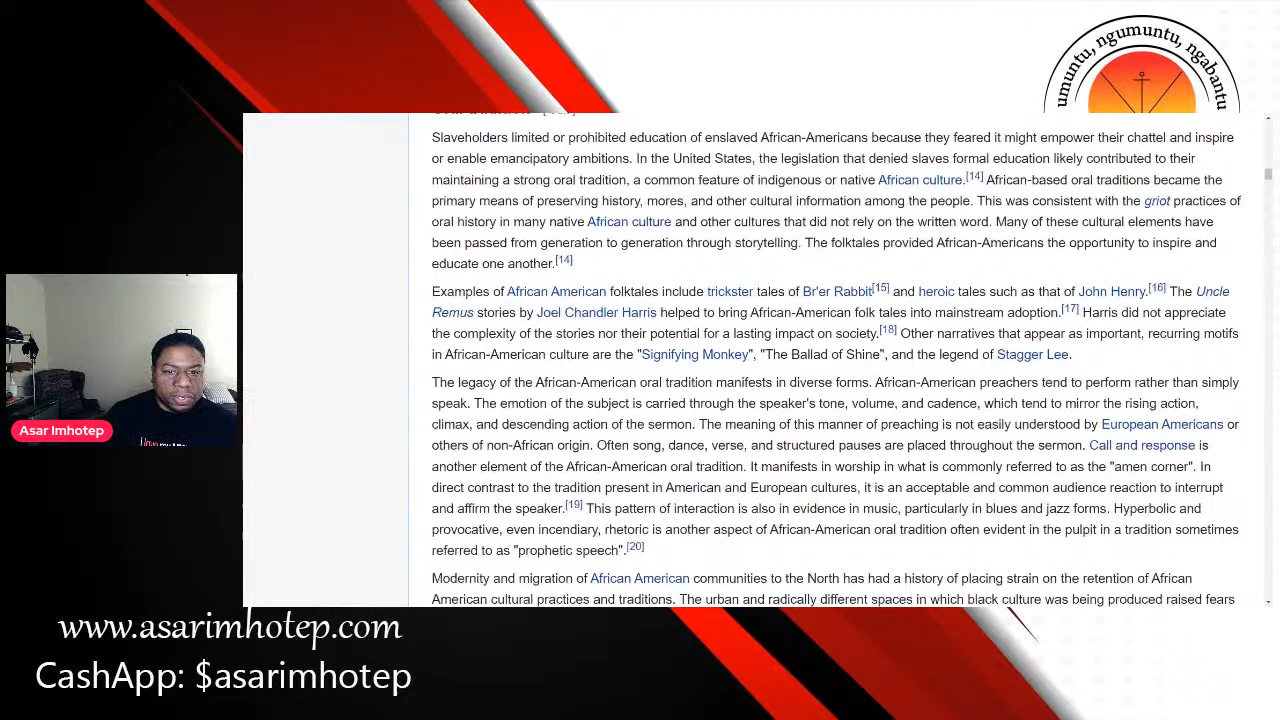 umuntu, ngumuntu, ngabantu
Slaveholders limited or prohibited education of enslaved African-Americans because they feared it might empower their chattel and inspire
or enable emancipatory ambitions. In the United States, the legislation that denied slaves formal education likely contributed to their
maintaining a strong oral tradition, a common feature of indigenous or native African culture.[14] African-based oral traditions became the
primary means of preserving history, mores, and other cultural information among the people. This was consistent with the griot practices of
oral history in many native African culture and other cultures that did not rely on the written word. Many of these cultural elements have
been passed from generation to generation through storytelling. The folktales provided African-Americans the opportunity to inspire and
educate one another.[14]
Examples of African American folktales include trickster tales of Br'er Rabbit[15] and heroic tales such as that of John Henry.[16] The Uncle
Remus stories by Joel Chandler Harris helped to bring African-American folk tales into mainstream adoption.[17] Harris did not appreciate
the complexity of the stories nor their potential for a lasting impact on society.[18] Other narratives that appear as important, recurring motifs
in African-American culture are the "Signifying Monkey", "The Ballad of Shine", and the legend of Stagger Lee.
The legacy of the African-American oral tradition manifests in diverse forms. African-American preachers tend to perform rather than simply
speak. The emotion of the subject is carried through the speaker's tone, volume, and cadence, which tend to mirror the rising action,
climax, and descending action of the sermon. The meaning of this manner of preaching is not easily understood by European Americans or
others of non-African origin. Often song, dance, verse, and structured pauses are placed throughout the sermon. Call and response is
another element of the African-American oral tradition. It manifests in worship in what is commonly referred to as the "amen corner". In
direct contrast to the tradition present in American and European cultures, it is an acceptable and common audience reaction to interrupt
and affirm the speaker.[19] This pattern of interaction is also in evidence in music, particularly in blues and jazz forms. Hyperbolic and
provocative, even incendiary, rhetoric is another aspect of African-American oral tradition often evident in the pulpit in a tradition sometimes
referred to as "prophetic speech".[20]
Modernity and migration of African American communities to the North has had a history of placing strain on the retention of African
American cultural practices and traditions. The urban and radically different spaces in which black culture was being produced raised fears
Asar Imhotep
www.asarimhotep.com
CashApp: $asarimhotep